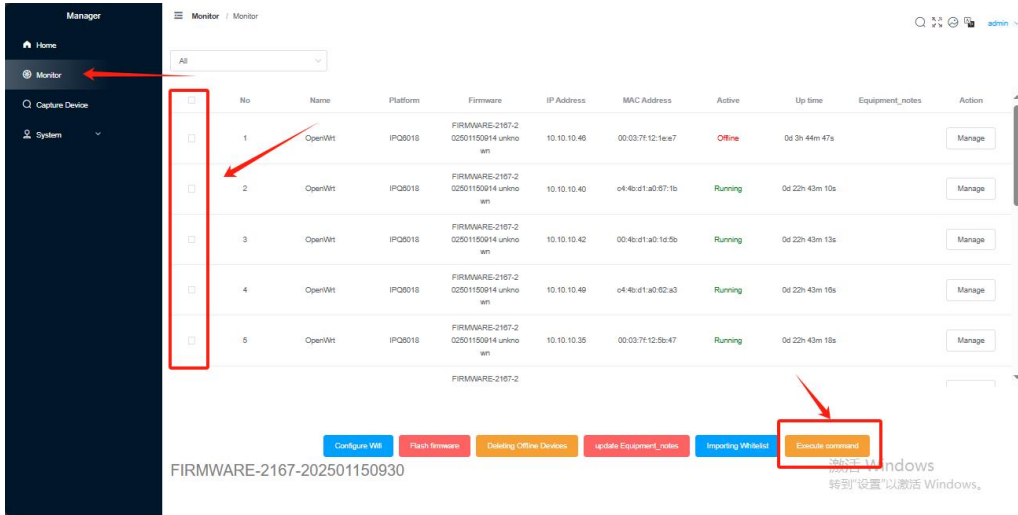 Manager
Monitor / Monitor
admin
Home
Monitor
Capture Device
System
All
No Name Platform Firmware IP Address MAC Address Active Up time Equipment_notes Action
1 OpenWrt IPQ6018 FIRMWARE-2167-2
02501150914 unkno
wn 10.10.10.46 00:03:7f:12:1e:e7 Offline 0d 3h 44m 47s Manage
2 OpenWrt IPQ6018 FIRMWARE-2167-2
02501150914 unkno
wn 10.10.10.40 c4:4b:d1:a0:67:1b Running 0d 22h 43m 10s Manage
3 OpenWrt IPQ6018 FIRMWARE-2167-2
02501150914 unkno
wn 10.10.10.42 00:4b:d1:a0:1d:5b Running 0d 22h 43m 13s Manage
4 OpenWrt IPQ6018 FIRMWARE-2167-2
02501150914 unkno
wn 10.10.10.49 c4:4b:d1:a0:62:a3 Running 0d 22h 43m 16s Manage
5 OpenWrt IPQ6018 FIRMWARE-2167-2
02501150914 unkno
wn 10.10.10.35 00:03:7f:12:5b:47 Running 0d 22h 43m 18s Manage
FIRMWARE-2167-2
Configure Wifi Flash firmware Deleting Offline Devices update Equipment_notes Importing Whitelist Execute command
FIRMWARE-2167-202501150930
激活 Windows
转到"设置"以激活 Windows。